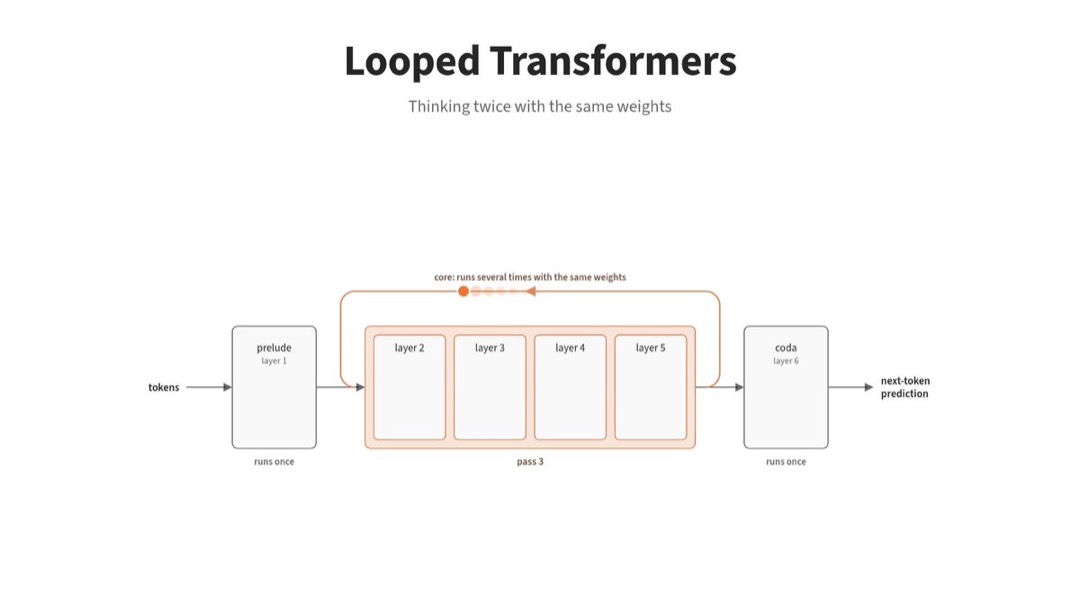 Looped Transformers
Thinking twice with the same weights
core: runs several times with the same weights
prelude
layer 1
layer 2
layer 3
layer 4
layer 5
coda
layer 6
tokens
next-token
prediction
runs once
pass 3
runs once